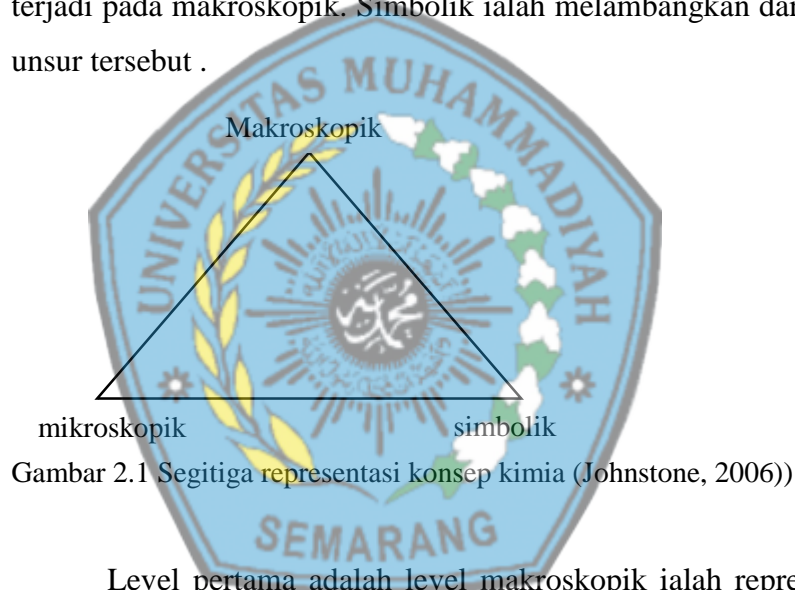 terjadi pada makroskopik. Simbolik ialah melambangkan dar
unsur tersebut .
UNIVERSITAS MUHAMMADIYAH
Makroskopik
mikroskopik simbolik
Gambar 2.1 Segitiga representasi konsep kimia (Johnstone, 2006))
SEMARANG
Level pertama adalah level makroskopik ialah repre